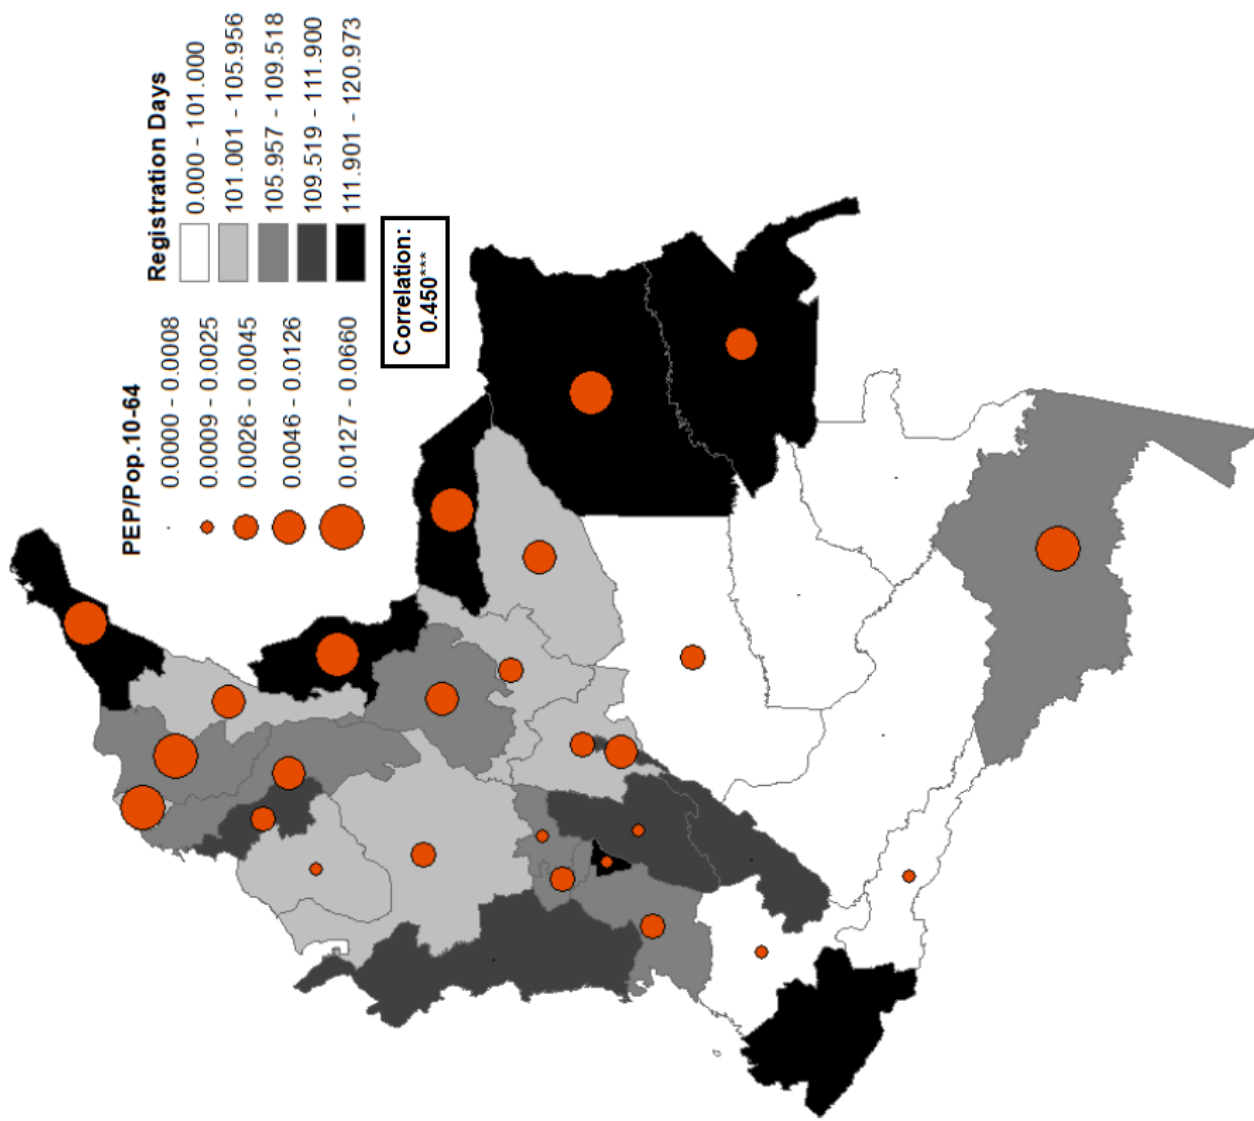 PEP/Pop.10-64
0.0000 - 0.0008
0.0009 - 0.0025
0.0026 - 0.0045
0.0046 - 0.0126
0.0127 - 0.0660
Registration Days
0.000 - 101.000
101.001 - 105.956
105.957 - 109.518
109.519 - 111.900
111.901 - 120.973
Correlation:
0.450***